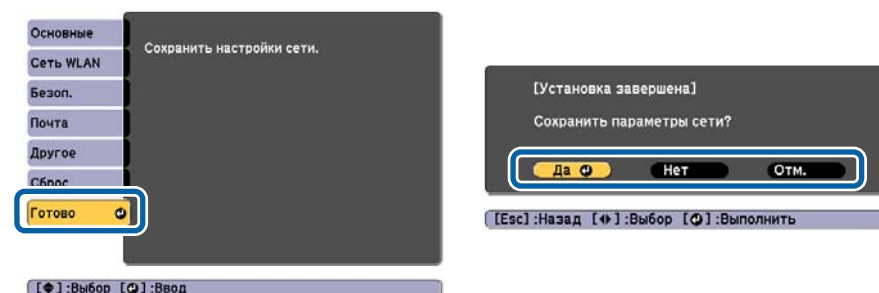 Основные
Сеть WLAN
Безоп.
Почта
Другое
Сброс
Готово
Сохранить настройки сети.
[◆]:Выбор [↵]:Ввод
[Установка завершена]
Сохранить параметры сети?
Да ↵ Нет Отм.
[Esc]:Назад [◆]:Выбор [↵]:Выполнить